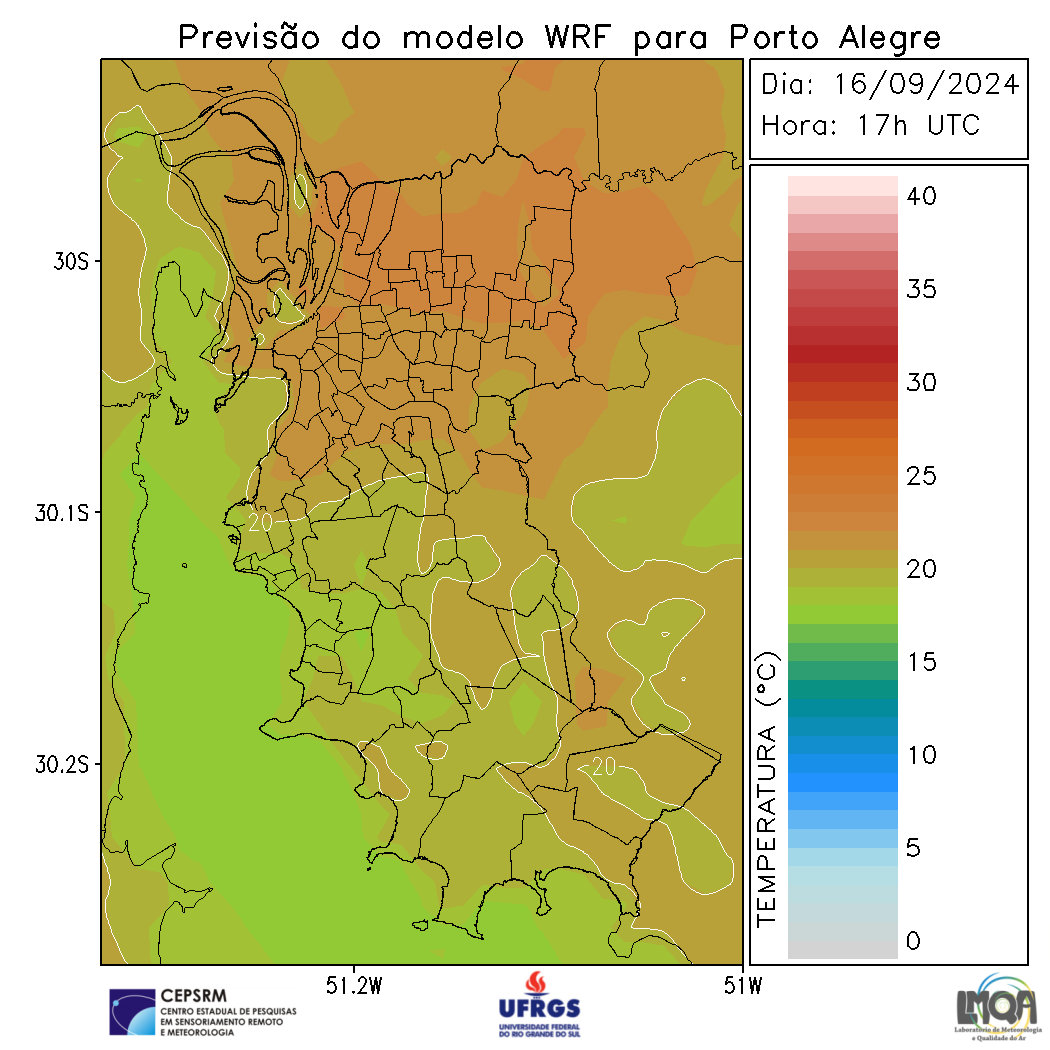 Previsão do modelo WRF para Porto Alegre
Dia: 16/09/2024
Hora: 17h UTC
30S
30.1S
30.2S
51.2W
51W
20
20
TEMPERATURA (°C)
40
35
30
25
20
15
10
5
0
CEPSRM
CENTRO ESTADUAL DE PESQUISAS
EM SENSORIAMENTO REMOTO
E METEOROLOGIA
UFRGS
UNIVERSIDADE FEDERAL
DO RIO GRANDE DO SUL
LMQA
Laboratório de Meteorologia
e Qualidade do Ar